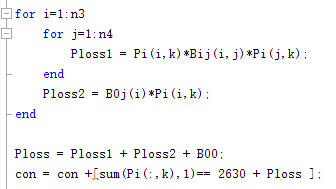 for i=1:n3
for j=1:n4
Ploss1 = Pi(i,k)*Bij(i,j)*Pi(j,k);
end
Ploss2 = B0j(i)*Pi(i,k);
end
Ploss = Ploss1 + Ploss2 + B00;
con = con +[sum(Pi(:,k),1)== 2630 + Ploss ];